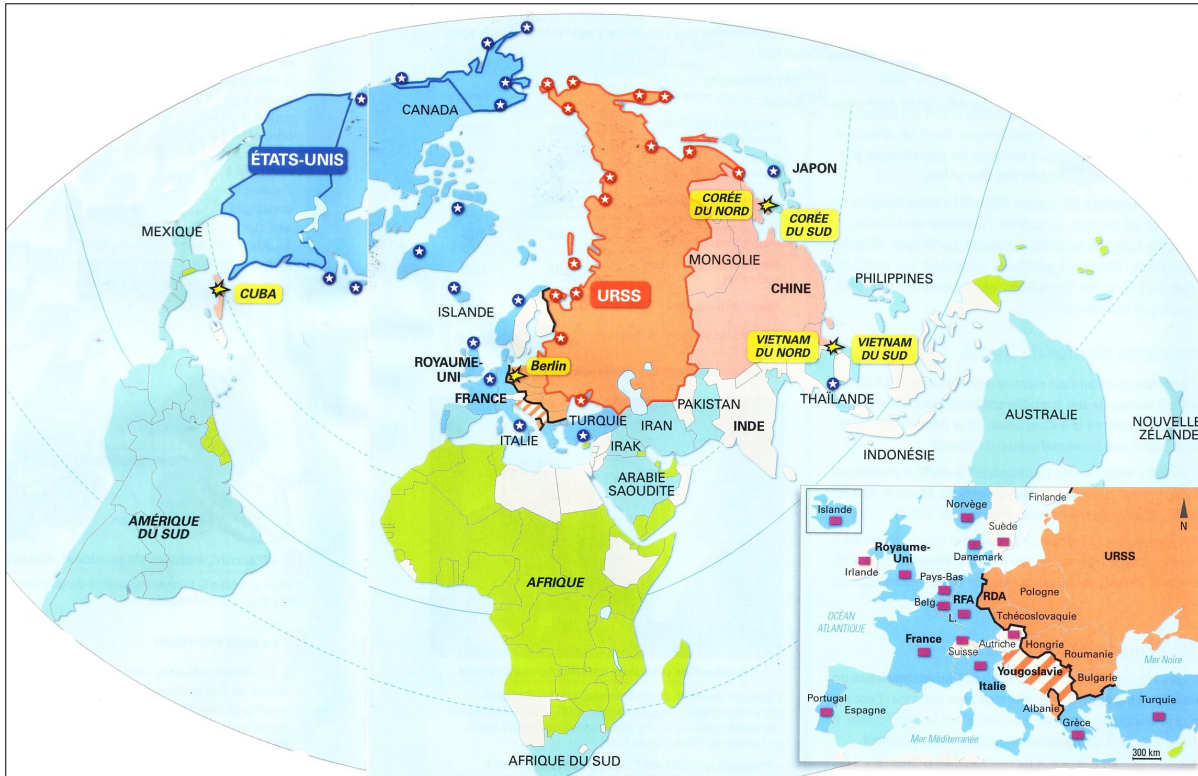 CANADA
ÉTATS-UNIS
JAPON
CORÉE
DU NORD
CORÉE
DU SUD
MEXIQUE
MONGOLIE
PHILIPPINES
CHINE
CUBA
URSS
ISLANDE
VIETNAM
DU NORD
VIETNAM
DU SUD
ROYAUME-
UNI
Berlin
FRANCE
THAÏLANDE
PAKISTAN
TURQUIE
IRAN
INDE
AUSTRALIE
NOUVELLE
ZÉLANDE
ITALIE
IRAK
INDONÉSIE
ARABIE
SAOUDITE
AMÉRIQUE
DU SUD
AFRIQUE
AFRIQUE DU SUD
Islande
Norvège
Finlande
N
Suède
Royaume-
Uni
Danemark
URSS
Irlande
Pays-Bas
RFA
RDA
Pologne
Belg.
L.
OCÉAN
ATLANTIQUE
Tchécoslovaquie
France
Autriche
Suisse
Hongrie
Roumanie
Mer Noire
Yougoslavie
Italie
Bulgarie
Portugal
Espagne
Albanie
Turquie
Grèce
Mer Méditerranée
300 km